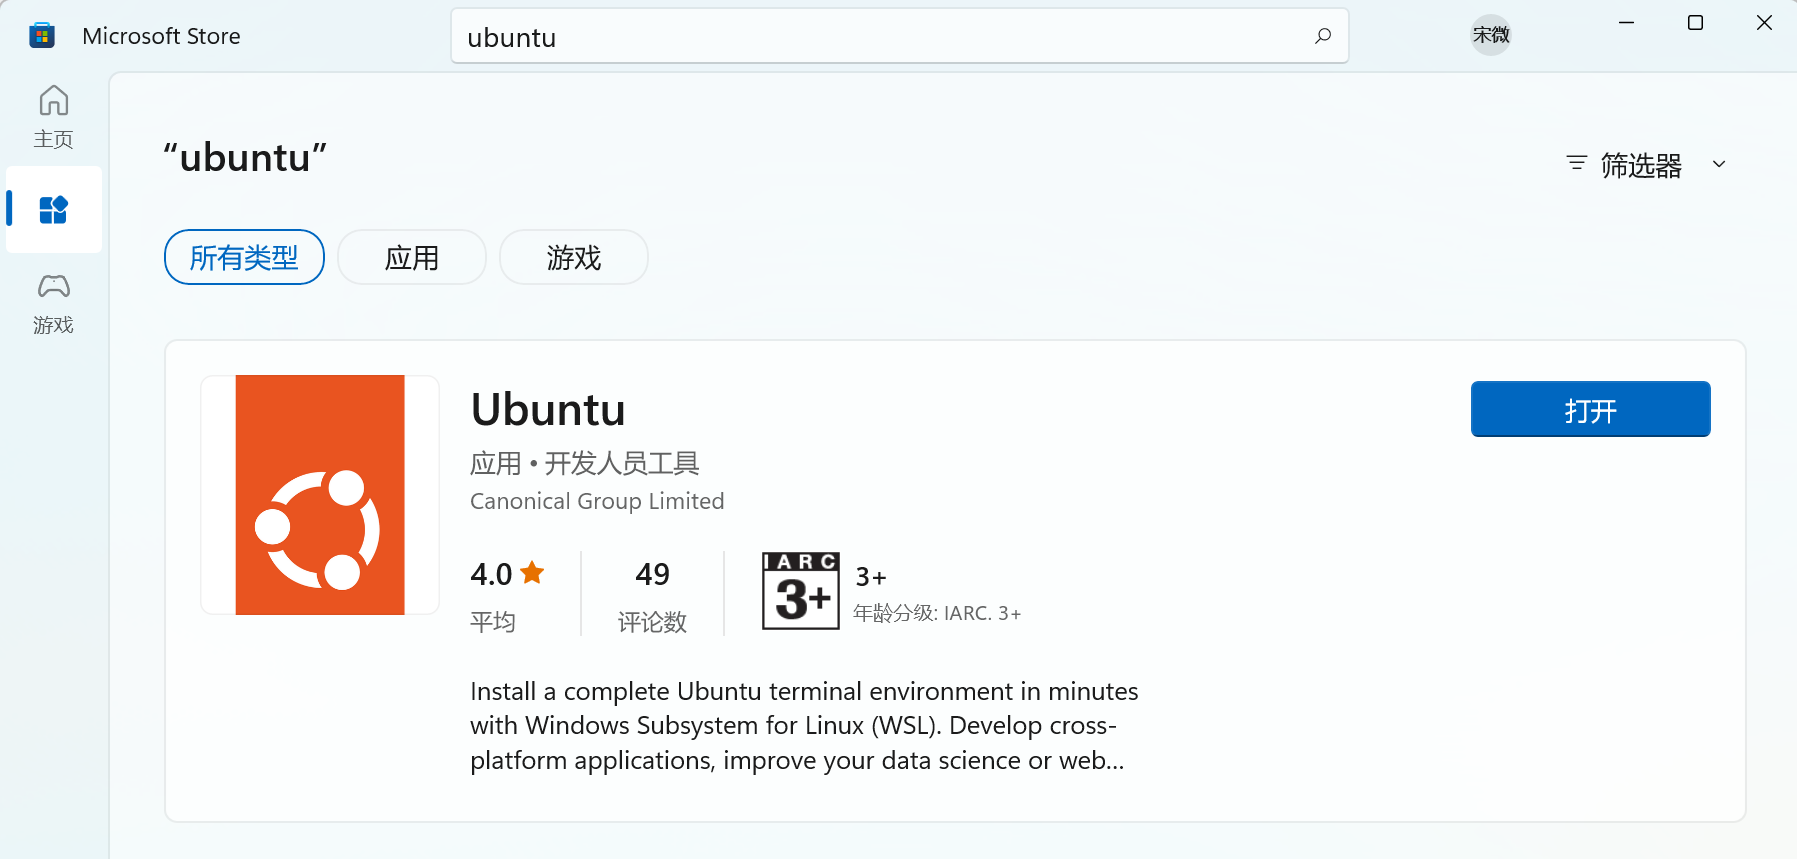 Microsoft Store
ubuntu
宋微
主页
游戏
“ubuntu”
筛选器
所有类型
应用
游戏
Ubuntu
打开
应用 • 开发人员工具
Canonical Group Limited
4.0
平均
49
评论数
IARC
3+
3+
年龄分级: IARC. 3+
Install a complete Ubuntu terminal environment in minutes
with Windows Subsystem for Linux (WSL). Develop cross-
platform applications, improve your data science or web...